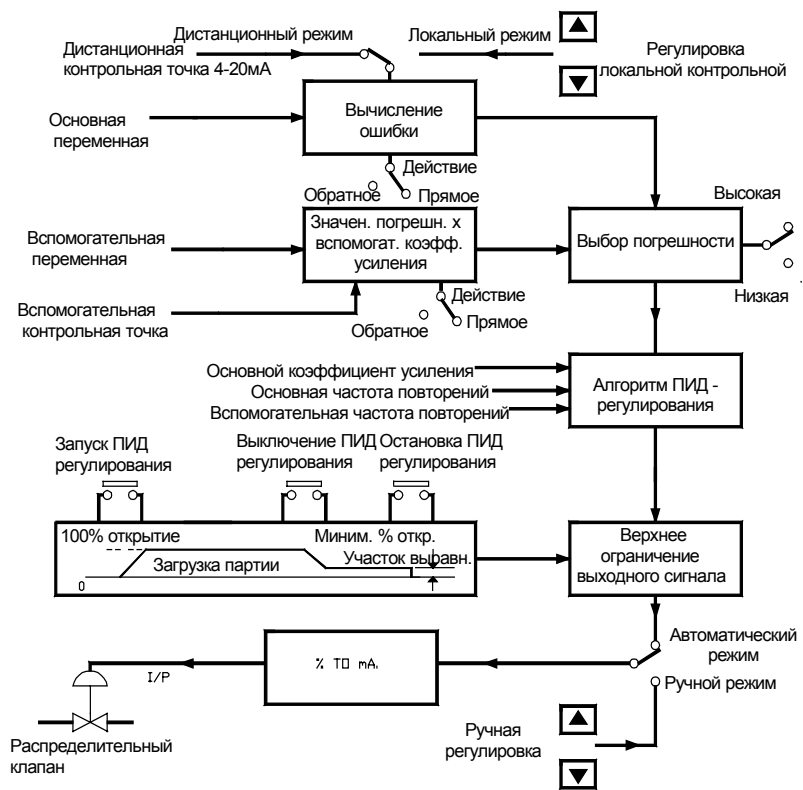 Дистанционный режим
Дистанционная
контрольная точка 4-20мА
Локальный режим
Регулировка
локальной контрольной
Основная
переменная
Вычисление
ошибки
Действие
Обратное
Прямое
Высокая
Вспомогательная
переменная
Значен. погрешн. х
вспомогат. коэфф.
усиления
Выбор погрешности
Низкая
Вспомогательная
контрольная точка
Действие
Обратное
Прямое
Основной коэффициент усиления
Основная частота повторений
Вспомогательная частота повторений
Алгоритм ПИД -
регулирования
Запуск ПИД
регулирования
Выключение ПИД
регулирования
Остановка ПИД
регулирования
100% открытие
Миним. % откр.
Загрузка партии
Участок выравн.
0
Верхнее
ограничение
выходного сигнала
Автоматический
режим
% TO mA.
I/P
Ручной режим
Ручная
регулировка
Распределительный
клапан